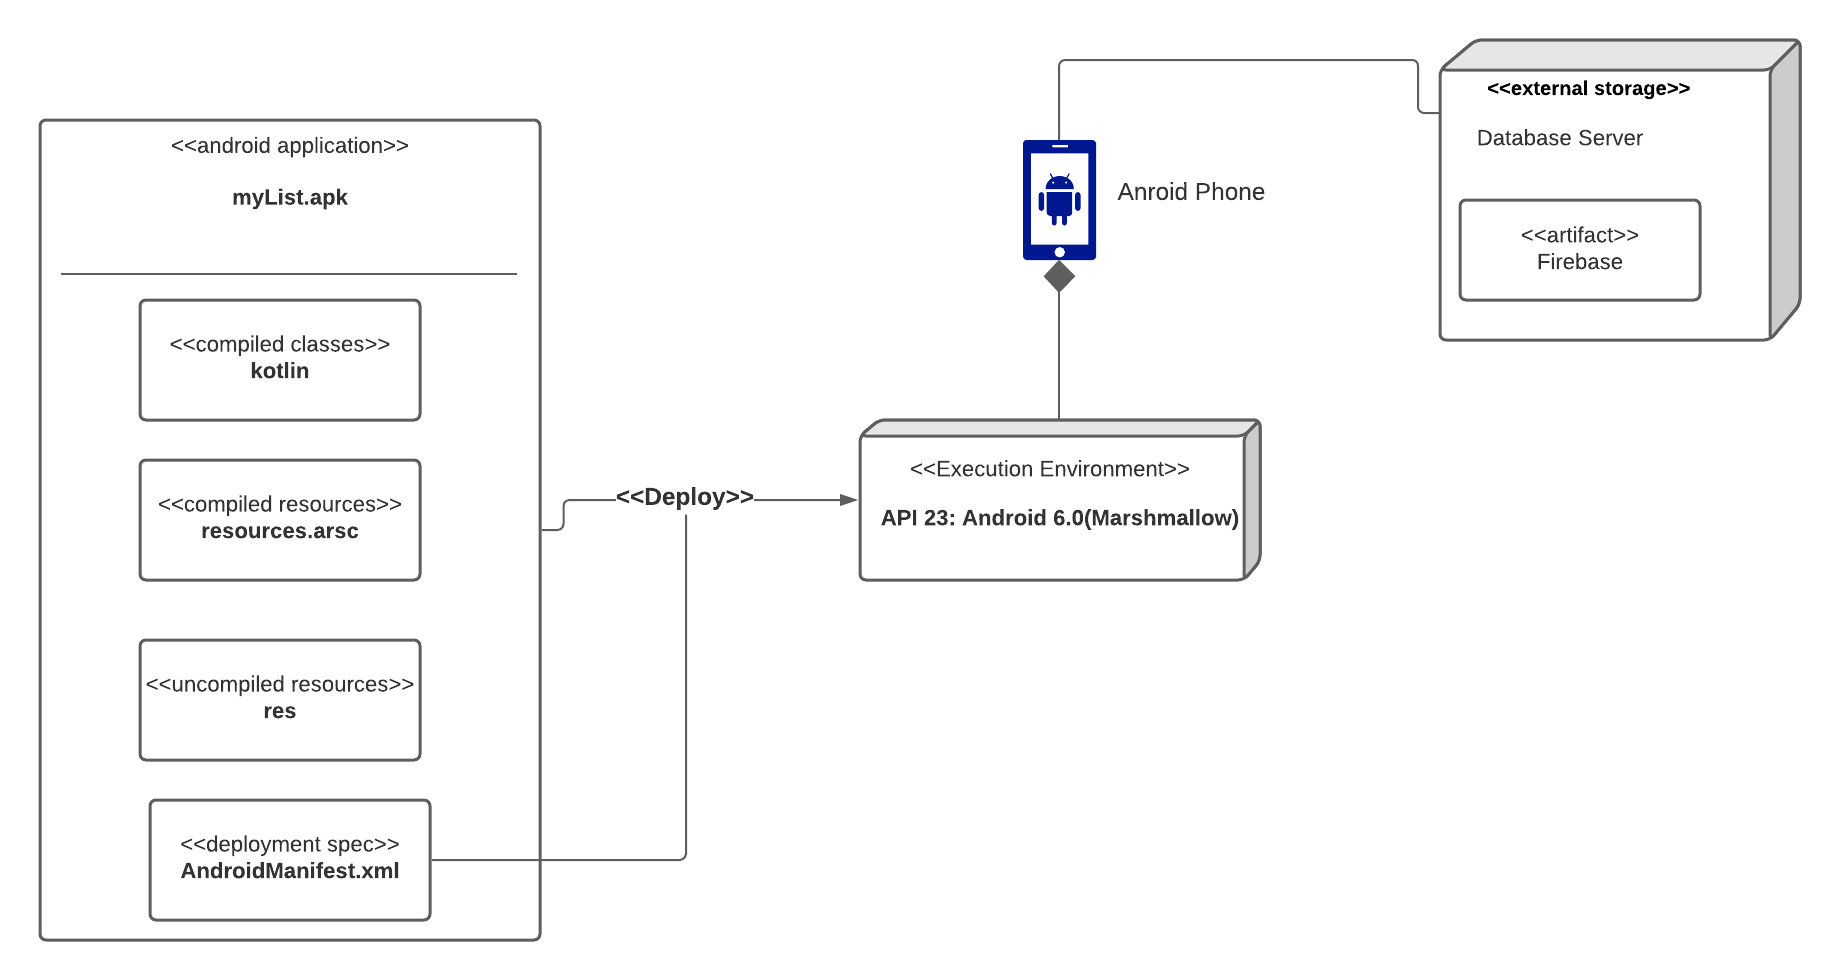 <<android application>>
myList.apk
<<compiled classes>>
kotlin
<<compiled resources>>
resources.arsc
<<uncompiled resources>>
res
<<deployment spec>>
AndroidManifest.xml
<<Deploy>>
<<Execution Environment>>
API 23: Android 6.0(Marshmallow)
Anroid Phone
<<external storage>>
Database Server
<<artifact>>
Firebase